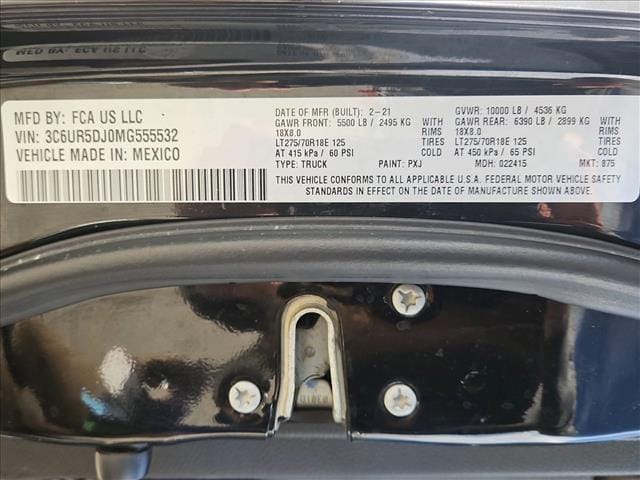 MFD BY: FCA US LLC
VIN: 3C6UR5DJ0MG555532
VEHICLE MADE IN: MEXICO
DATE OF MFR (BUILT): 2-21 GVWR: 10000 LB / 4536 KG
GAWR FRONT: 5500 LB / 2495 KG WITH GAWR REAR: 6390 LB / 2899 KG WITH
18X8.0 RIMS 18X8.0 RIMS
LT275/70R18E 125 TIRES LT275/70R18E 125 TIRES
AT 415 kPa / 60 PSI COLD AT 450 kPa / 65 PSI COLD
TYPE: TRUCK PAINT: PXJ MDH: 022415 MKT: 875
THIS VEHICLE CONFORMS TO ALL APPLICABLE U.S.A. FEDERAL MOTOR VEHICLE SAFETY
STANDARDS IN EFFECT ON THE DATE OF MANUFACTURE SHOWN ABOVE.